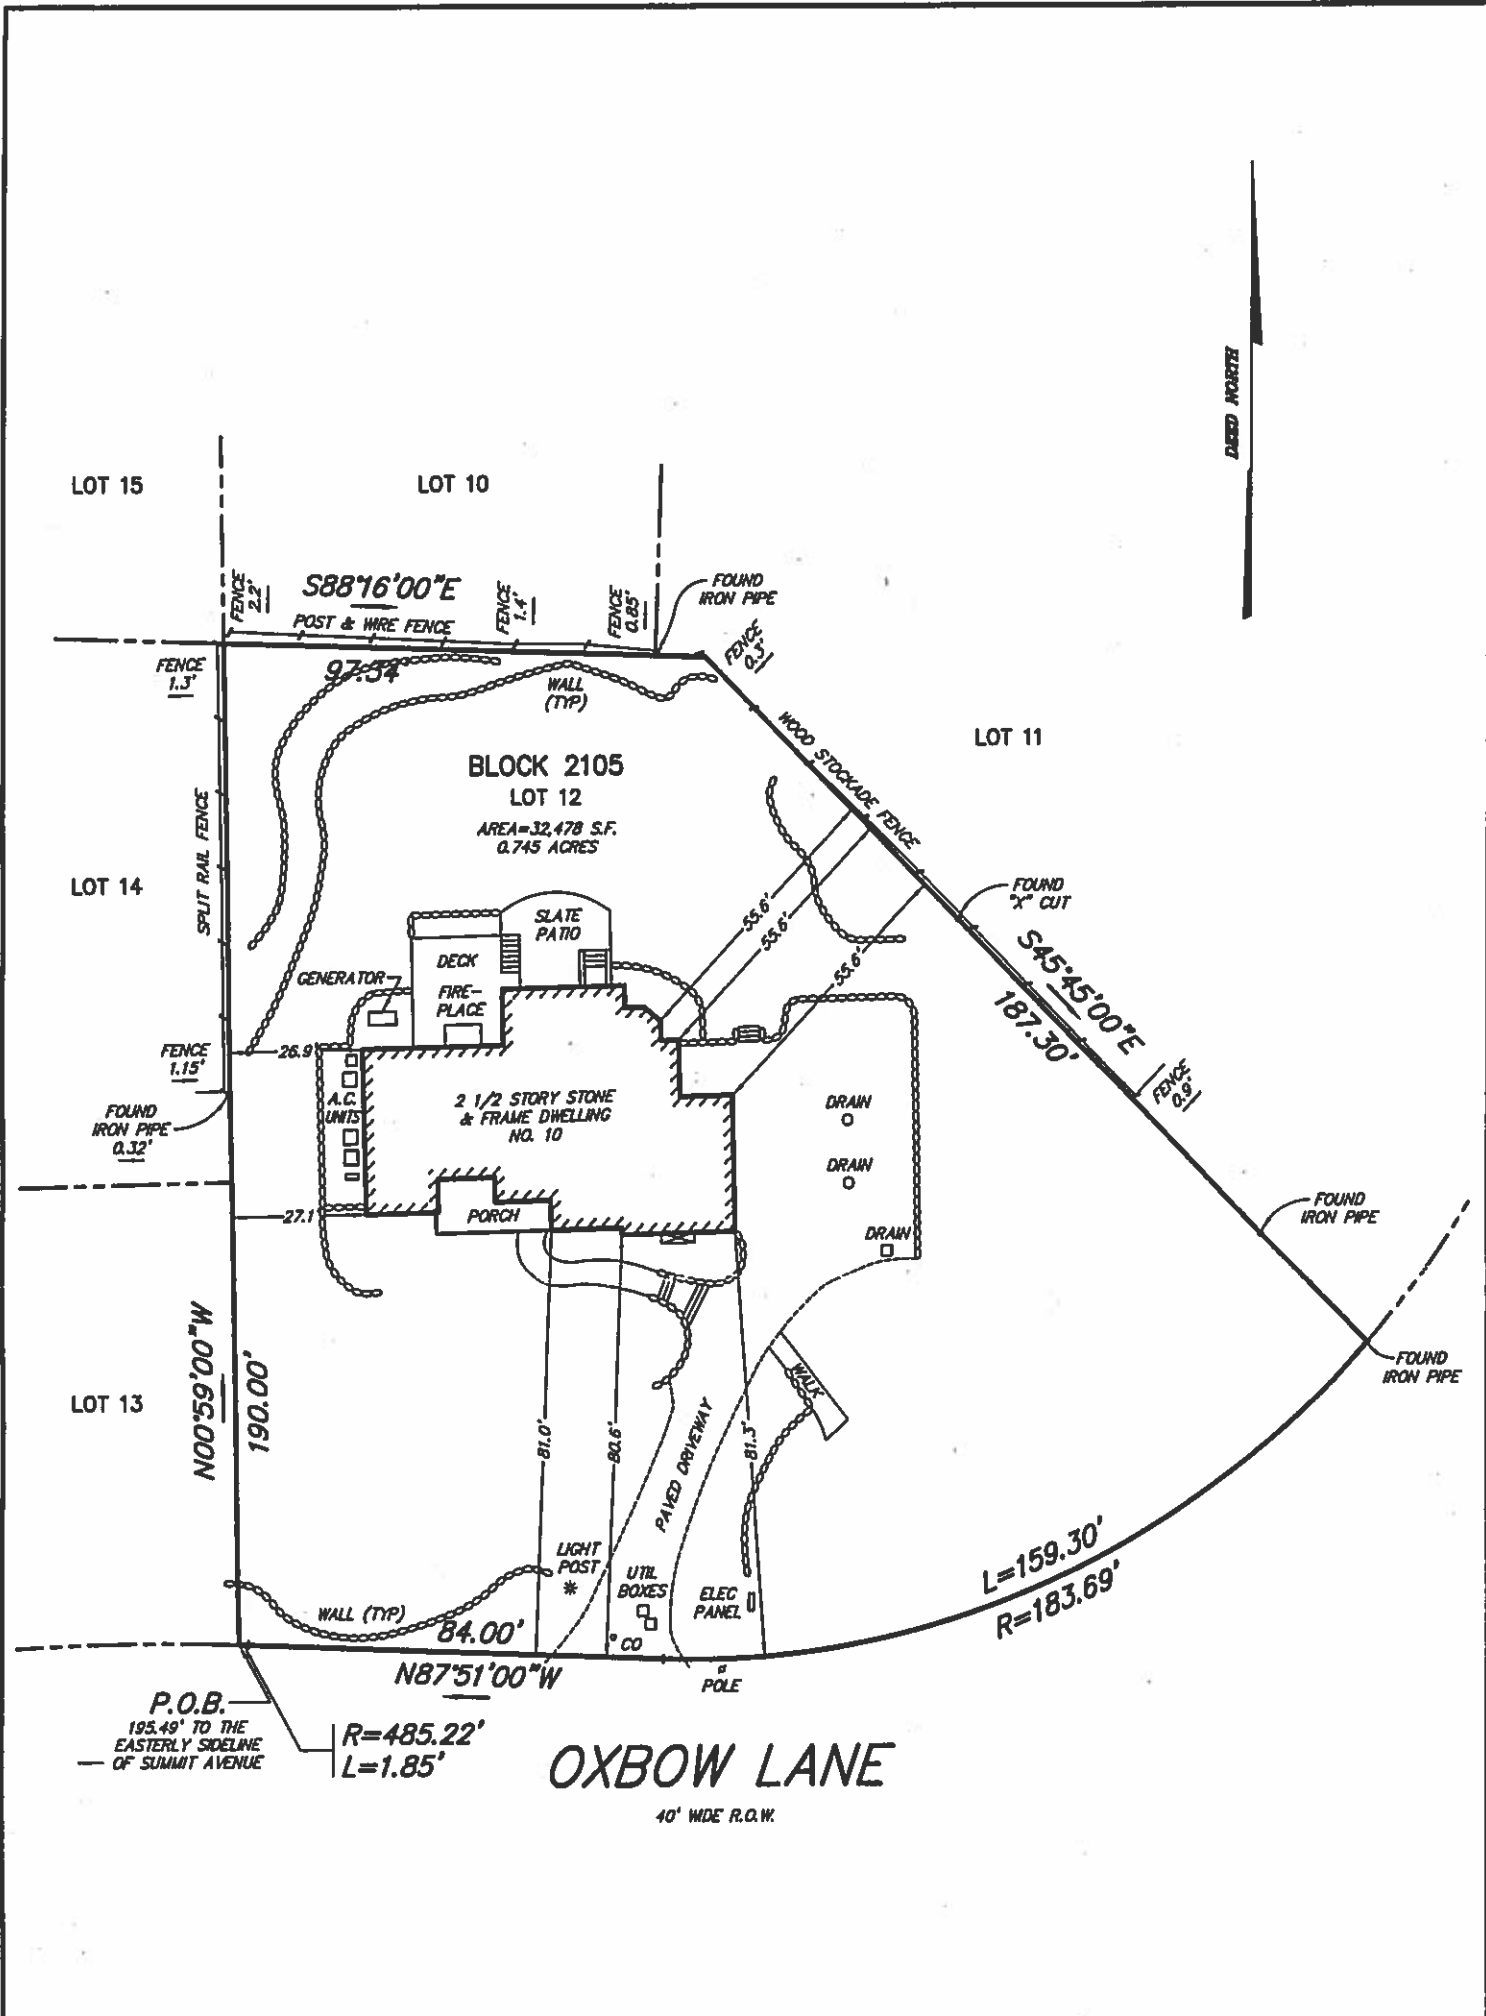 DEED NORTH
LOT 15
LOT 10
FENCE
2.2'
S88°16'00"E
FENCE
1.4'
FENCE
0.85'
FOUND
IRON PIPE
POST & WIRE FENCE
FENCE
0.3'
FENCE
1.3'
97.34
WALL
(TYP)
WOOD STOCKADE FENCE
LOT 11
BLOCK 2105
LOT 12
AREA=32,478 S.F.
0.745 ACRES
SPLIT RAIL FENCE
LOT 14
FOUND
"X" CUT
SLATE
PATIO
55.6'
55.6'
55.6'
S45°45'00"E
187.30'
DECK
GENERATOR
FIRE-
PLACE
FENCE
1.15'
26.9
FENCE
0.9'
A.C.
UNITS
2 1/2 STORY STONE
& FRAME DWELLING
NO. 10
DRAIN
FOUND
IRON PIPE
0.32'
DRAIN
27.1
PORCH
DRAIN
FOUND
IRON PIPE
FOUND
IRON PIPE
N00°59'00"W
190.00'
LOT 13
WALK
81.0'
80.6'
PAVED DRIVEWAY
81.3'
LIGHT
POST
UTIL
BOXES
ELEC
PANEL
L=159.30'
R=183.69'
WALL (TYP)
84.00'
CO
N87°51'00"W
POLE
P.O.B.
195.49' TO THE
EASTERLY SIDELINE
OF SUMMIT AVENUE
R=485.22'
L=1.85'
OXBOW LANE
40' WIDE R.O.W.